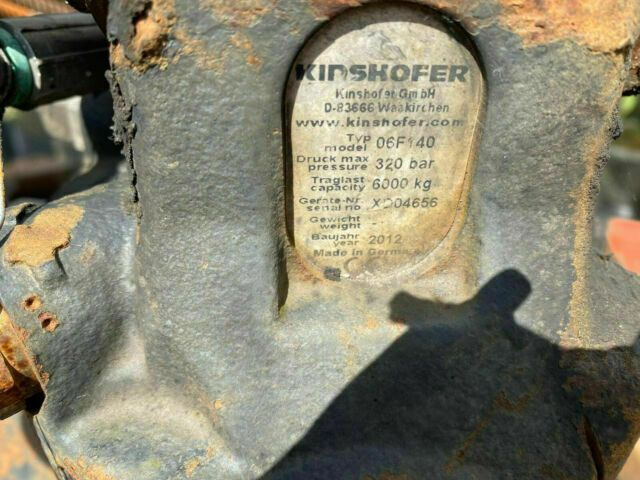 KINSHOFER
Kinshofer GmbH
D-83666 Waakirchen
www.kinshofer.com
Typ
model 06F140
Druck max
pressure 320 bar
Traglast
capacity 6000 kg
Geräte-Nr.
serial no
Gewicht
weight -
Baujahr
year 2012
Made in